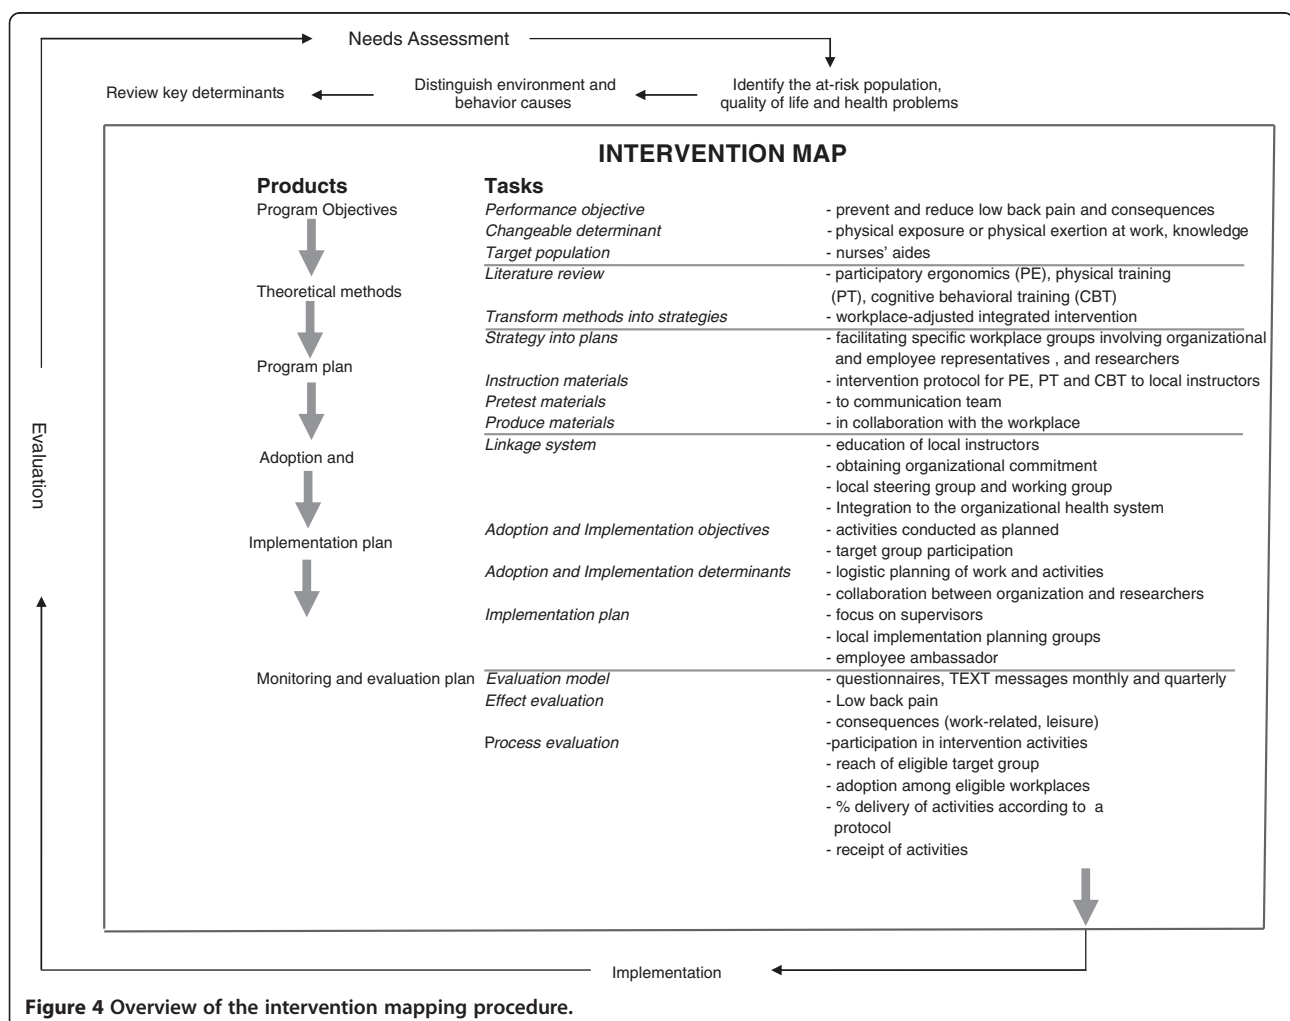 Needs Assessment
Review key determinants
Distinguish environment and
behavior causes
Identify the at-risk population,
quality of life and health problems
INTERVENTION MAP
Products Tasks
Program Objectives Performance objective - prevent and reduce low back pain and consequences
Changeable determinant - physical exposure or physical exertion at work, knowledge
Target population - nurses' aides
Literature review - participatory ergonomics (PE), physical training
Theoretical methods (PT), cognitive behavioral training (CBT)
Transform methods into strategies - workplace-adjusted integrated intervention
Strategy into plans - facilitating specific workplace groups involving organizational
Program plan and employee representatives , and researchers
Instruction materials - intervention protocol for PE, PT and CBT to local instructors
Pretest materials - to communication team
Produce materials - in collaboration with the workplace
Linkage system - education of local instructors
Adoption and - obtaining organizational commitment
- local steering group and working group
- Integration to the organizational health system
Adoption and Implementation objectives - activities conducted as planned
Implementation plan - target group participation
Adoption and Implementation determinants - logistic planning of work and activities
- collaboration between organization and researchers
Implementation plan - focus on supervisors
- local implementation planning groups
- employee ambassador
Monitoring and evaluation plan Evaluation model - questionnaires, TEXT messages monthly and quarterly
Effect evaluation - Low back pain
- consequences (work-related, leisure)
Process evaluation -participation in intervention activities
- reach of eligible target group
- adoption among eligible workplaces
- % delivery of activities according to a
protocol
- receipt of activities
Evaluation
Implementation
Figure 4 Overview of the intervention mapping procedure.